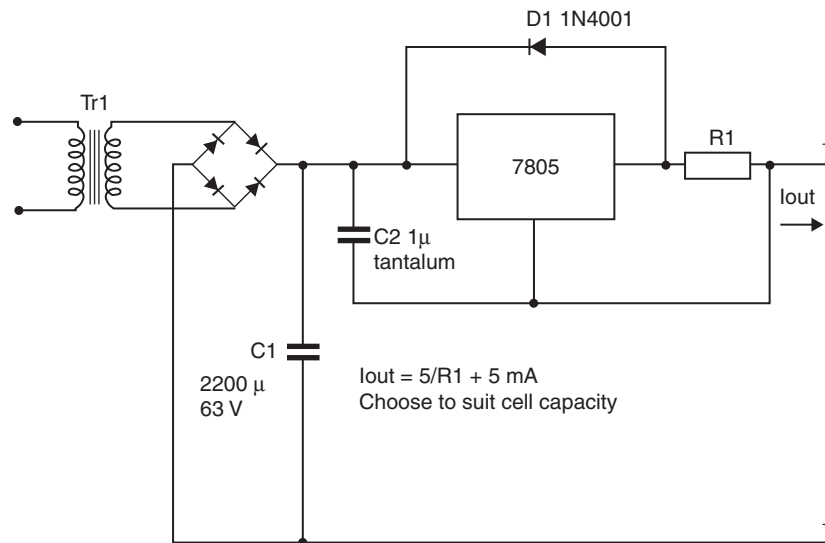 D1 1N4001
Tr1
7805
R1
Iout
C2 1μ
tantalum
C1
2200 μ
63 V
Iout = 5/R1 + 5 mA
Choose to suit cell capacity